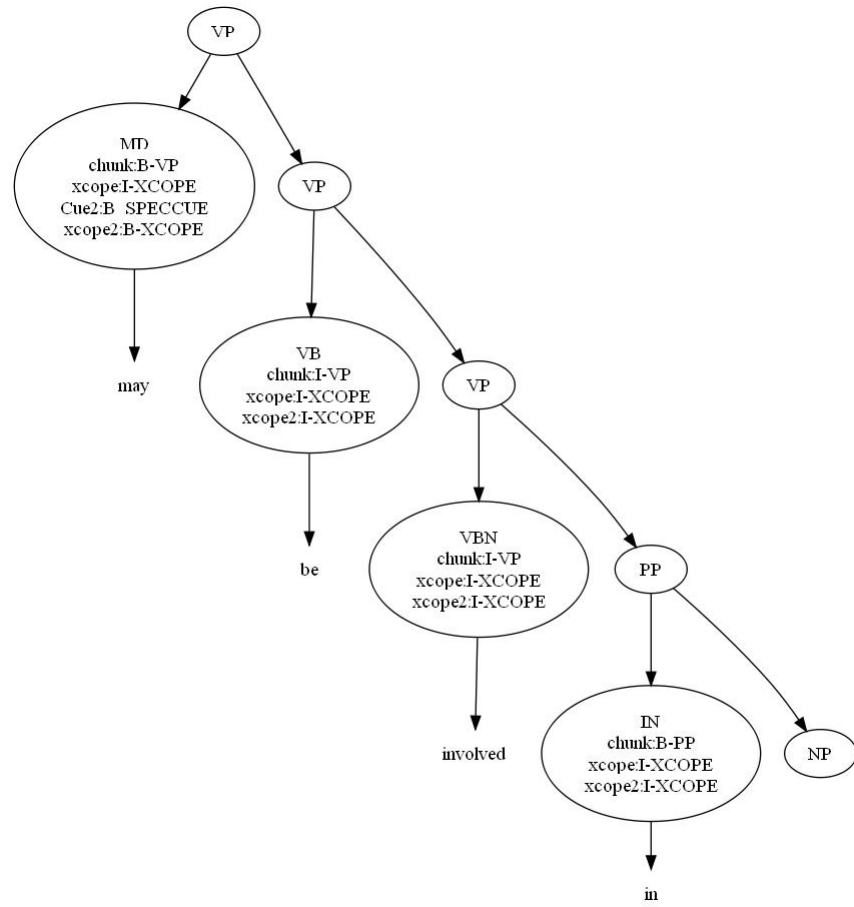 VP
MD
chunk:B-VP
xcope:I-XCOPE
Cue2:B SPECCUE
xcope2:B-XCOPE
VP
may
VB
chunk:I-VP
xcope:I-XCOPE
xcope2:I-XCOPE
VP
be
VBN
chunk:I-VP
xcope:I-XCOPE
xcope2:I-XCOPE
PP
involved
IN
chunk:B-PP
xcope:I-XCOPE
xcope2:I-XCOPE
NP
in